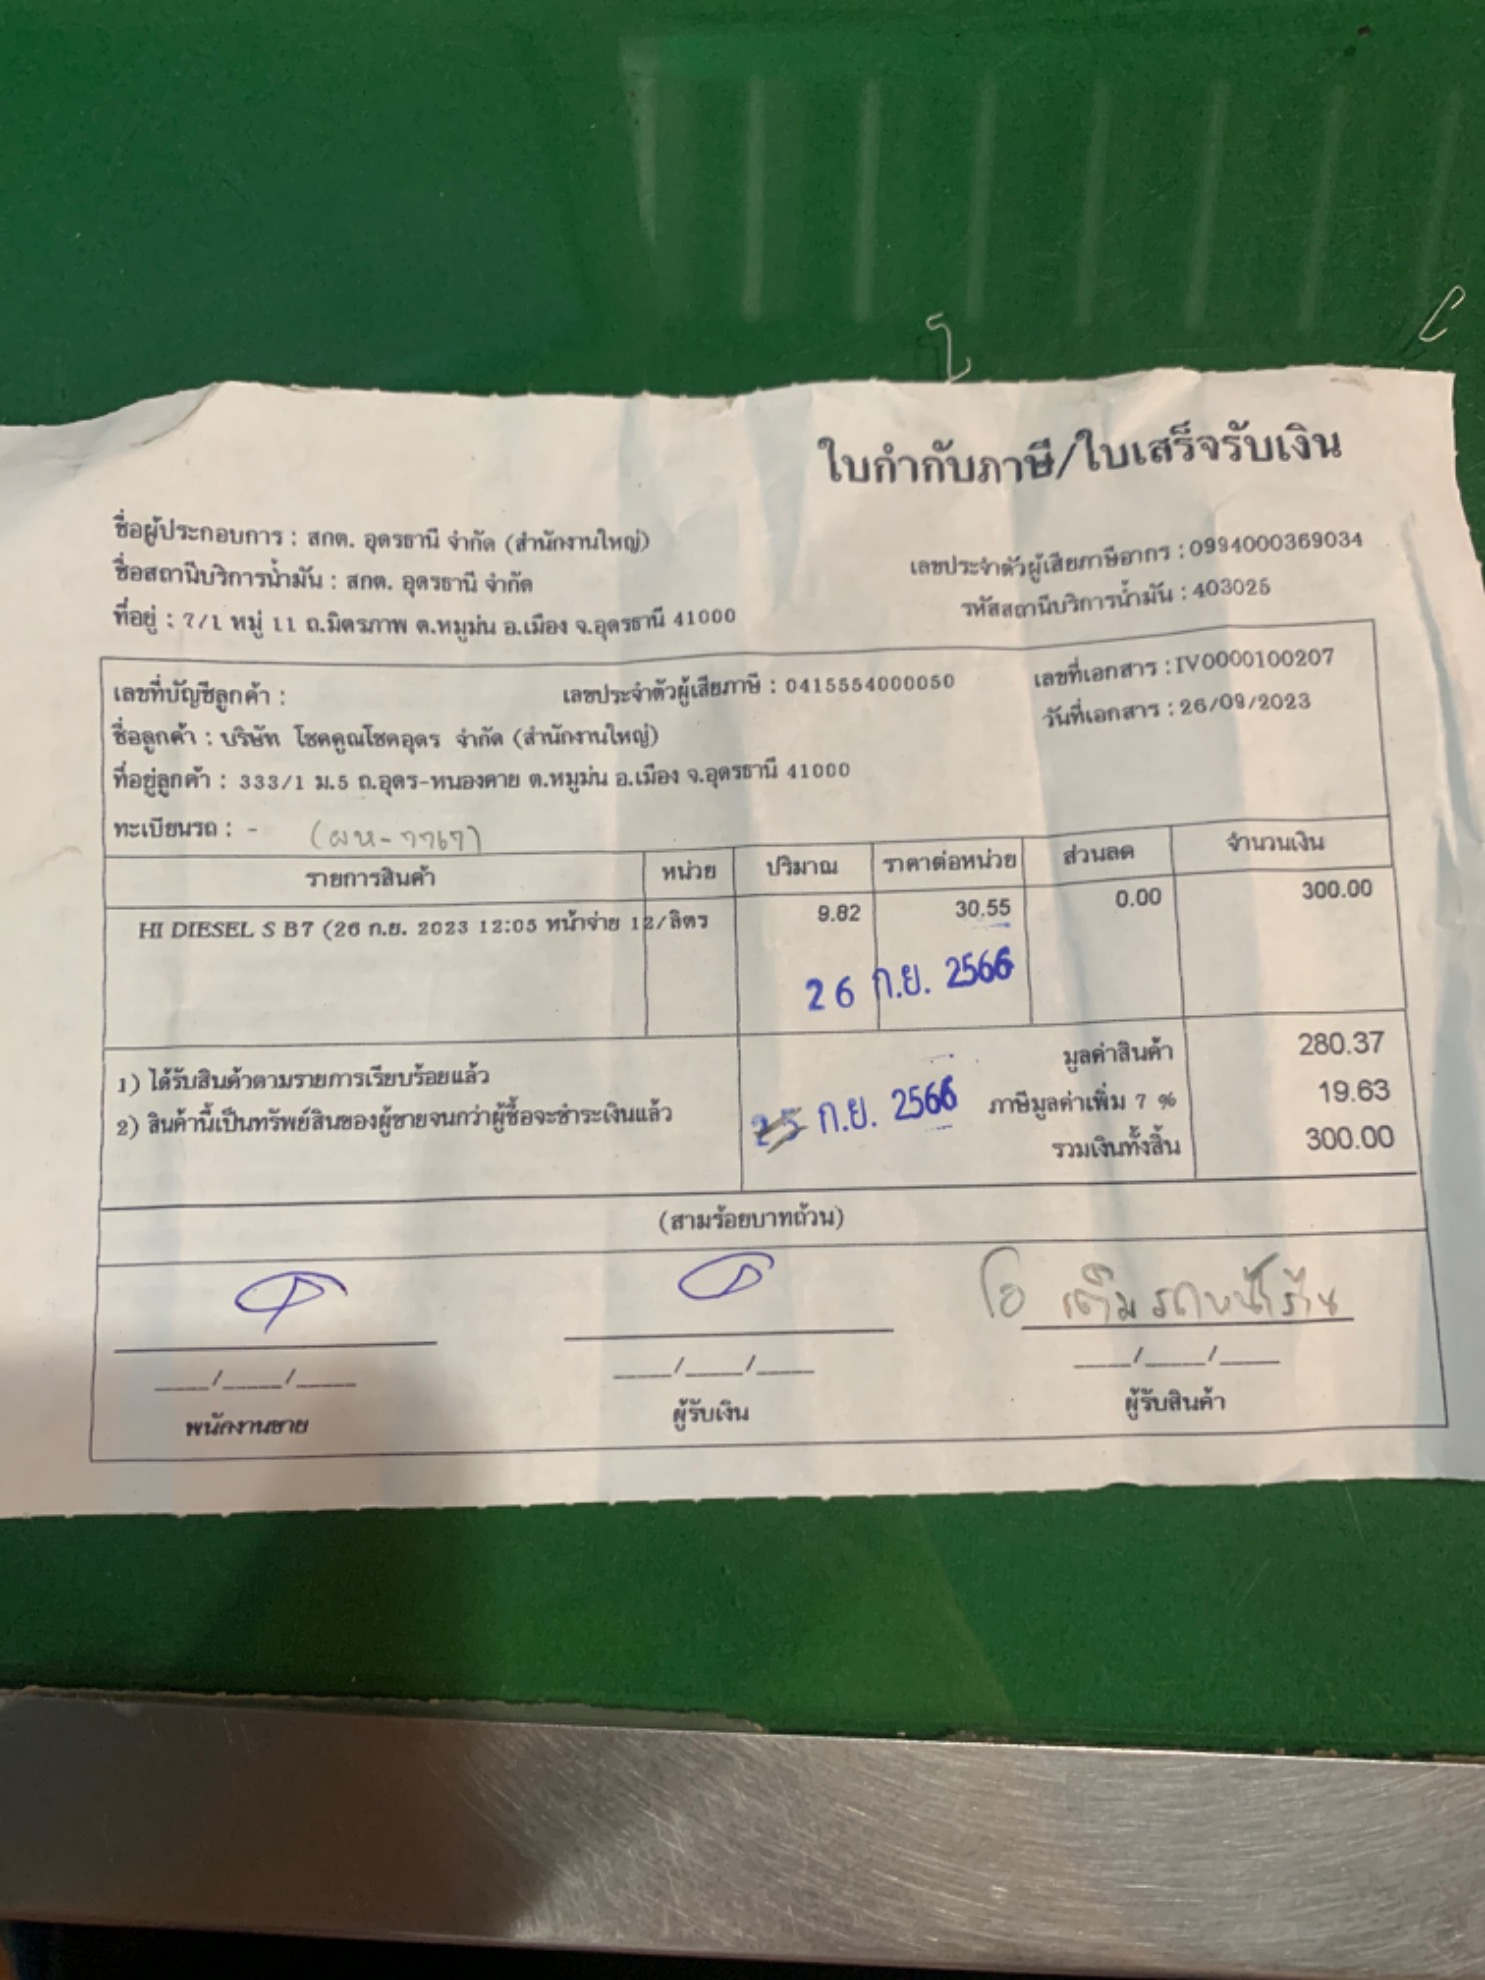 ใบกำกับภาษี/ใบเสร็จรับเงิน
ชื่อผู้ประกอบการ : สกต. อุดรธานี จำกัด (สำนักงานใหญ่)
เลขประจำตัวผู้เสียภาษีอากร : 0994000369034
ชื่อสถานีบริการน้ำมัน : สกต. อุดรธานี จำกัด
รหัสสถานีบริการน้ำมัน : 403025
ที่อยู่ : 7/1 หมู่ 11 ถ.มิตรภาพ ต.หมูม่น อ.เมือง จ.อุดรธานี 41000
เลขที่บัญชีลูกค้า : เลขประจำตัวผู้เสียภาษี : 0415554000050 เลขที่เอกสาร : IV0000100207
ชื่อลูกค้า : บริษัท โชคคูณโชคอุดร จำกัด (สำนักงานใหญ่) วันที่เอกสาร : 26/09/2023
ที่อยู่ลูกค้า : 333/1 ม.5 ถ.อุดร-หนองคาย ต.หมูม่น อ.เมือง จ.อุดรธานี 41000
ทะเบียนรถ : -
รายการสินค้า หน่วย ปริมาณ ราคาต่อหน่วย ส่วนลด จำนวนเงิน
HI DIESEL S B7 (26 ก.ย. 2023 12:05 หน้าจ่าย 12/ลิตร 9.82 30.55 0.00 300.00
26 ก.ย. 2566
มูลค่าสินค้า 280.37
1) ได้รับสินค้าตามรายการเรียบร้อยแล้ว
25 ก.ย. 2566 ภาษีมูลค่าเพิ่ม 7 % 19.63
2) สินค้านี้เป็นทรัพย์สินของผู้ขายจนกว่าผู้ซื้อจะชำระเงินแล้ว
รวมเงินทั้งสิ้น 300.00
(สามร้อยบาทถ้วน)
โอ เติมรถหน้าร้าน
____/____/____ ____/____/____ ____/____/____
พนักงานขาย ผู้รับเงิน ผู้รับสินค้า